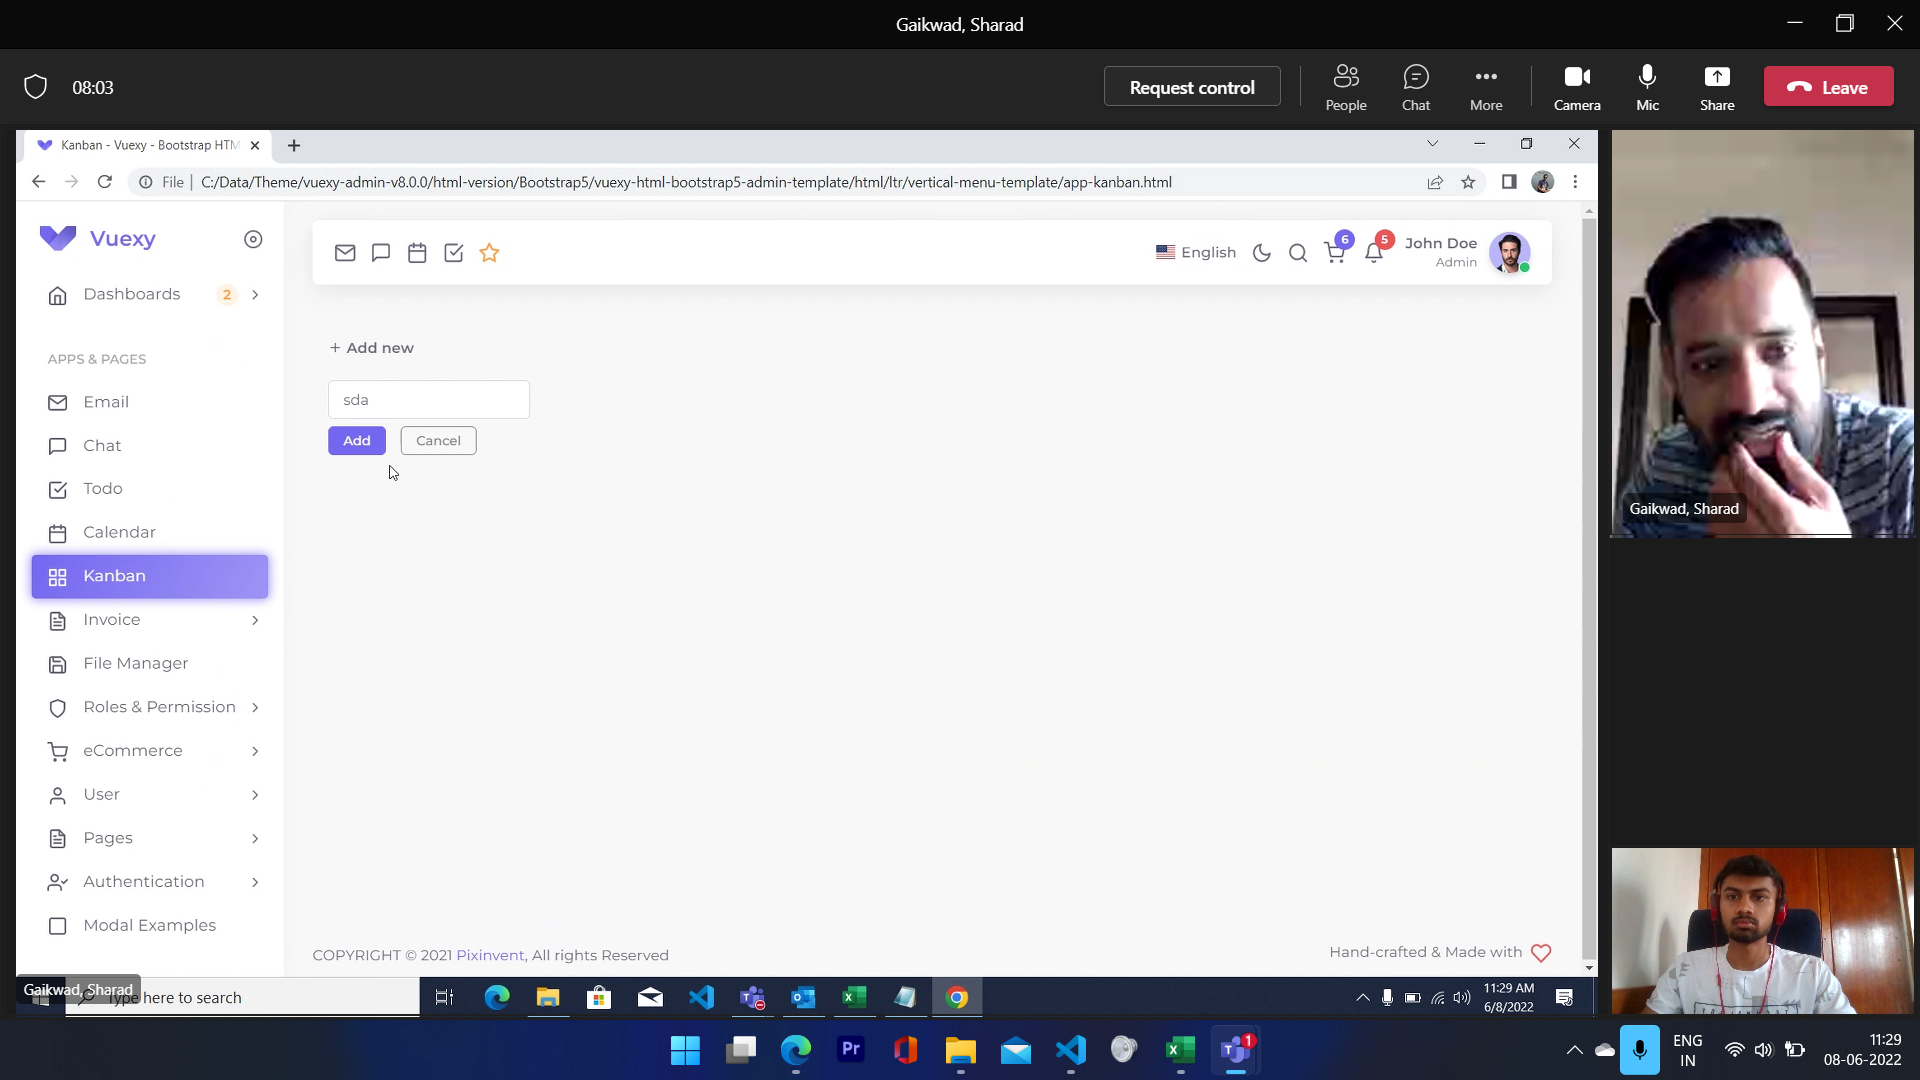 Gaikwad, Sharad
08:03
Request control
People
Chat
More
Camera
Mic
Share
Leave
Kanban - Vuexy - Bootstrap HTM
File
C:/Data/Theme/vuexy-admin-v8.0.0/html-version/Bootstrap5/vuexy-html-bootstrap5-admin-template/html/ltr/vertical-menu-template/app-kanban.html
Vuexy
English
6
5
John Doe
Admin
Dashboards 2
APPS & PAGES
Email
Chat
Todo
Calendar
Kanban
Invoice
File Manager
Roles & Permission
eCommerce
User
Pages
Authentication
Modal Examples
+ Add new
sda
Add
Cancel
COPYRIGHT © 2021 Pixinvent, All rights Reserved
Hand-crafted & Made with
Gaikwad, Sharad
Gaikwad, Sharad
Type here to search
11:29 AM
6/8/2022
Pr
1
ENG
IN
11:29
08-06-2022